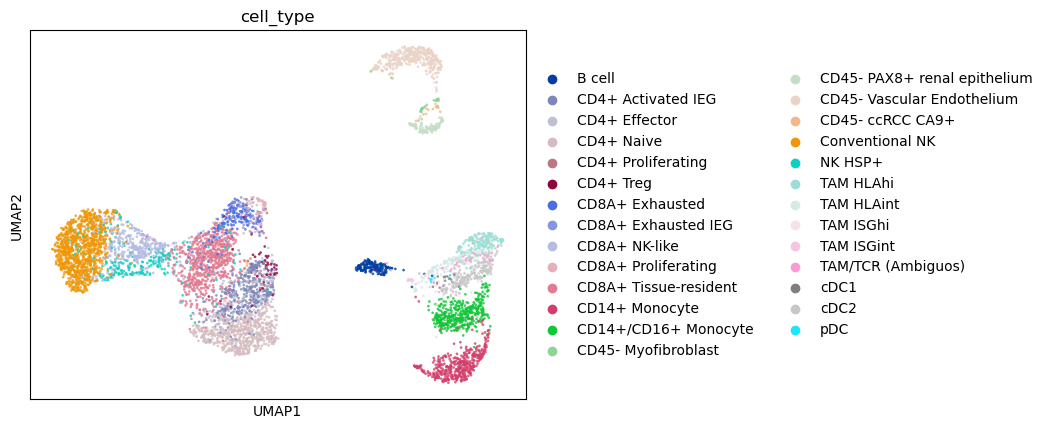 cell_type
UMAP2
UMAP1
B cell
CD4+ Activated IEG
CD4+ Effector
CD4+ Naive
CD4+ Proliferating
CD4+ Treg
CD8A+ Exhausted
CD8A+ Exhausted IEG
CD8A+ NK-like
CD8A+ Proliferating
CD8A+ Tissue-resident
CD14+ Monocyte
CD14+/CD16+ Monocyte
CD45- Myofibroblast
CD45- PAX8+ renal epithelium
CD45- Vascular Endothelium
CD45- ccRCC CA9+
Conventional NK
NK HSP+
TAM HLAhi
TAM HLAint
TAM ISGhi
TAM ISGint
TAM/TCR (Ambiguos)
cDC1
cDC2
pDC